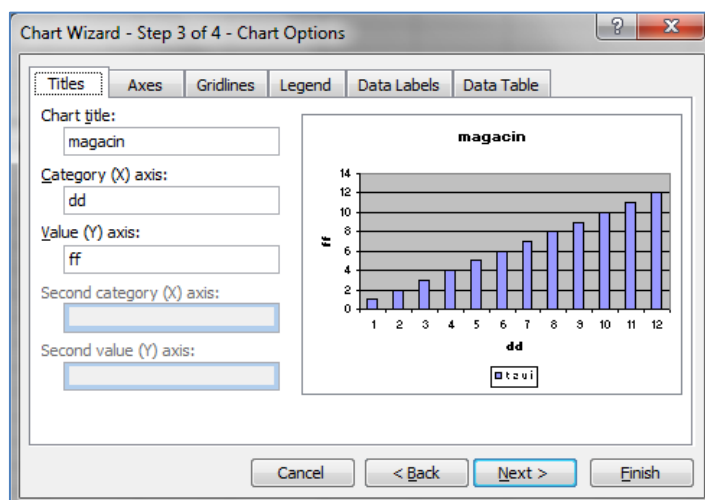 Chart Wizard - Step 3 of 4 - Chart Options
Titles Axes Gridlines Legend Data Labels Data Table
Chart title:
magacin
Category (X) axis:
dd
Value (Y) axis:
ff
Second category (X) axis:
Second value (Y) axis:
magacin
14
12
10
8
6
4
2
0
ff
1 2 3 4 5 6 7 8 9 10 11 12
dd
Cancel < Back Next > Finish